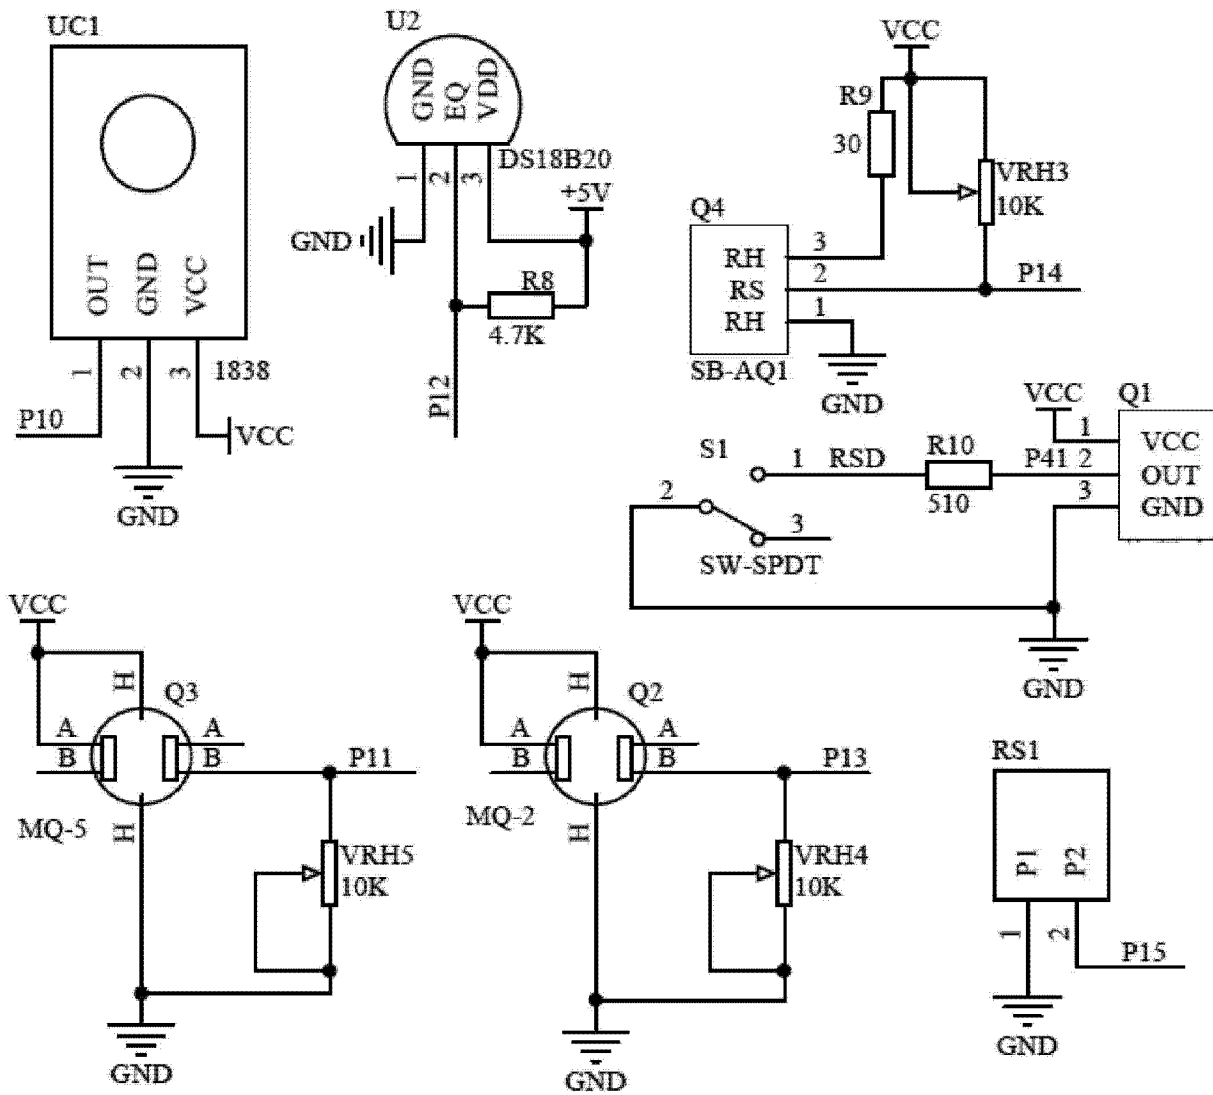 UC1
OUT
GND
VCC
1
2
3
1838
P10
VCC
GND
U2
GND
EQ
VDD
DS18B20
1
2
3
+5V
GND
R8
4.7K
P12
VCC
R9
30
VRH3
10K
Q4
RH
RS
RH
3
2
1
P14
SB-AQ1
GND
VCC
Q1
S1
1
RSD
R10
510
P41
1
2
3
VCC
OUT
GND
2
3
SW-SPDT
GND
VCC
H
Q3
A
A
B
B
P11
MQ-5
H
VRH5
10K
GND
VCC
H
Q2
A
A
B
B
P13
MQ-2
H
VRH4
10K
GND
RS1
P1
P2
1
2
P15
GND